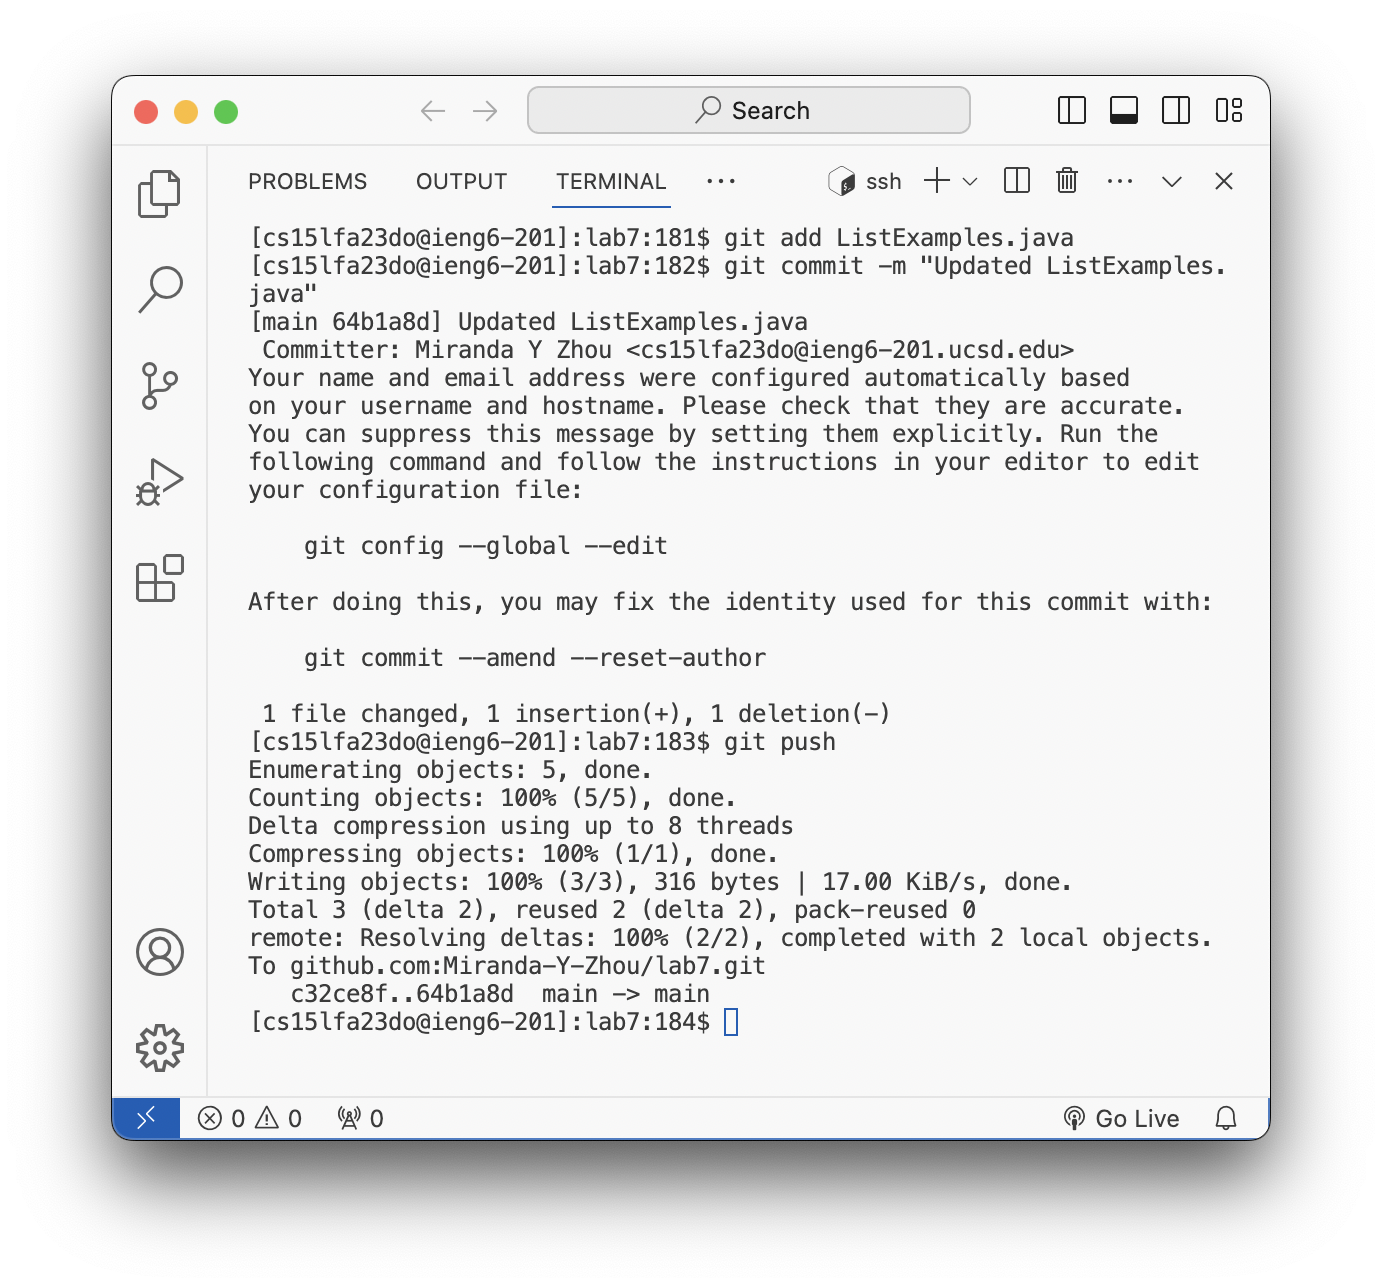 Search
PROBLEMS OUTPUT TERMINAL ··· ssh
[cs15lfa23do@ieng6-201]:lab7:181$ git add ListExamples.java
[cs15lfa23do@ieng6-201]:lab7:182$ git commit -m "Updated ListExamples.
java"
[main 64b1a8d] Updated ListExamples.java
 Committer: Miranda Y Zhou <cs15lfa23do@ieng6-201.ucsd.edu>
Your name and email address were configured automatically based
on your username and hostname. Please check that they are accurate.
You can suppress this message by setting them explicitly. Run the
following command and follow the instructions in your editor to edit
your configuration file:

    git config --global --edit

After doing this, you may fix the identity used for this commit with:

    git commit --amend --reset-author

 1 file changed, 1 insertion(+), 1 deletion(-)
[cs15lfa23do@ieng6-201]:lab7:183$ git push
Enumerating objects: 5, done.
Counting objects: 100% (5/5), done.
Delta compression using up to 8 threads
Compressing objects: 100% (1/1), done.
Writing objects: 100% (3/3), 316 bytes | 17.00 KiB/s, done.
Total 3 (delta 2), reused 2 (delta 2), pack-reused 0
remote: Resolving deltas: 100% (2/2), completed with 2 local objects.
To github.com:Miranda-Y-Zhou/lab7.git
   c32ce8f..64b1a8d  main -> main
[cs15lfa23do@ieng6-201]:lab7:184$
0 0 0 Go Live